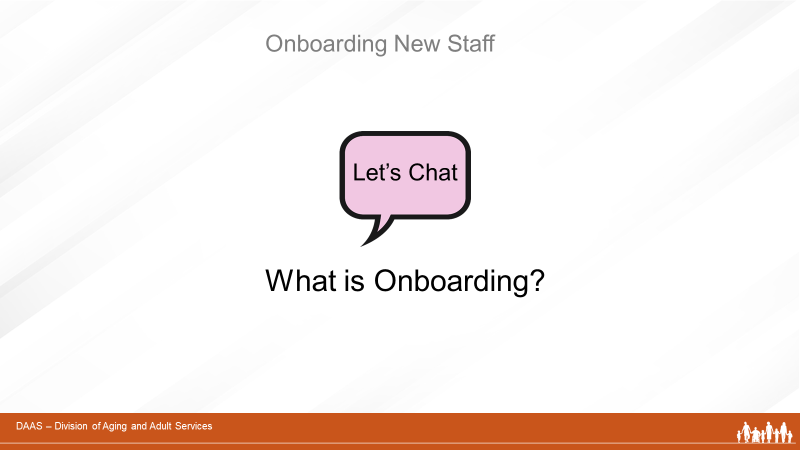 Onboarding New Staff
Let’s Chat
What is Onboarding?
DAAS – Division of Aging and Adult Services